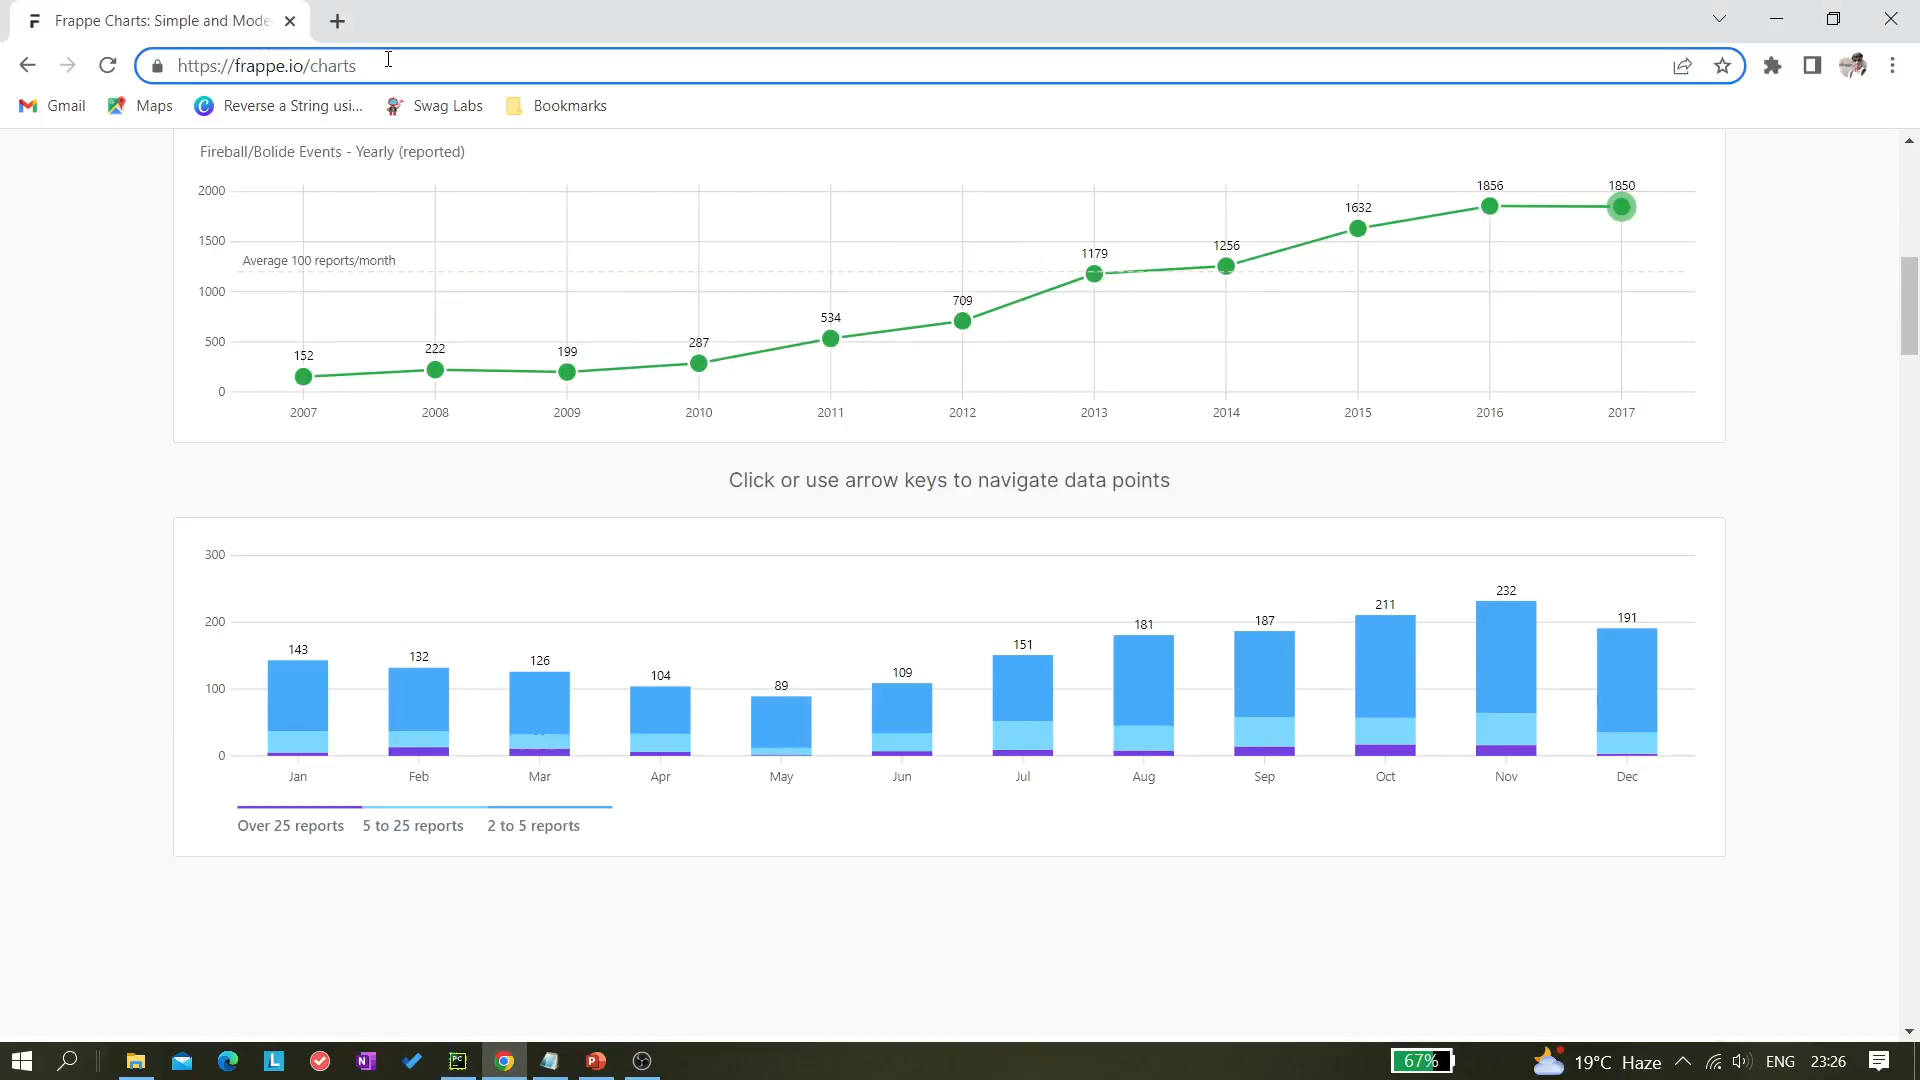 Frappe Charts: Simple and Mode
https://frappe.io/charts
Gmail
Maps
Reverse a String usi...
Swag Labs
Bookmarks
Fireball/Bolide Events - Yearly (reported)
2000
1500
1000
500
0
Average 100 reports/month
152
222
199
287
534
709
1179
1256
1632
1856
1850
2007
2008
2009
2010
2011
2012
2013
2014
2015
2016
2017
Click or use arrow keys to navigate data points
300
200
100
0
143
132
126
104
89
109
151
181
187
211
232
191
Jan
Feb
Mar
Apr
May
Jun
Jul
Aug
Sep
Oct
Nov
Dec
Over 25 reports
5 to 25 reports
2 to 5 reports
67%
19°C Haze
ENG
23:26